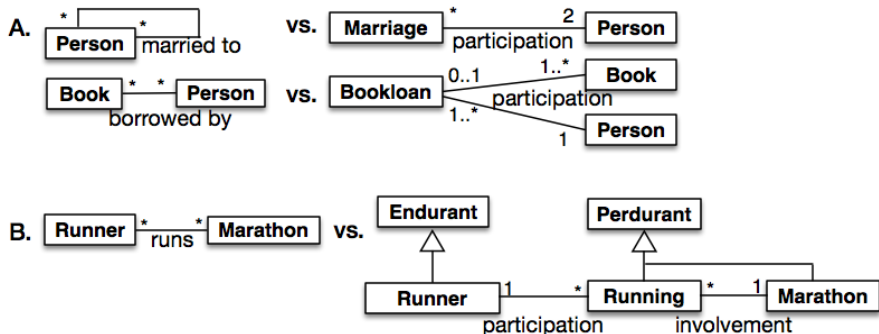 A.
* *
Person
married to
vs.
Marriage * 2 Person
participation
Book * * Person
borrowed by
vs.
Bookloan 0..1 1..* Book
participation
1..* 1 Person
B.
Runner * * Marathon
runs
vs.
Endurant Perdurant
Runner 1 * Running * 1 Marathon
participation involvement